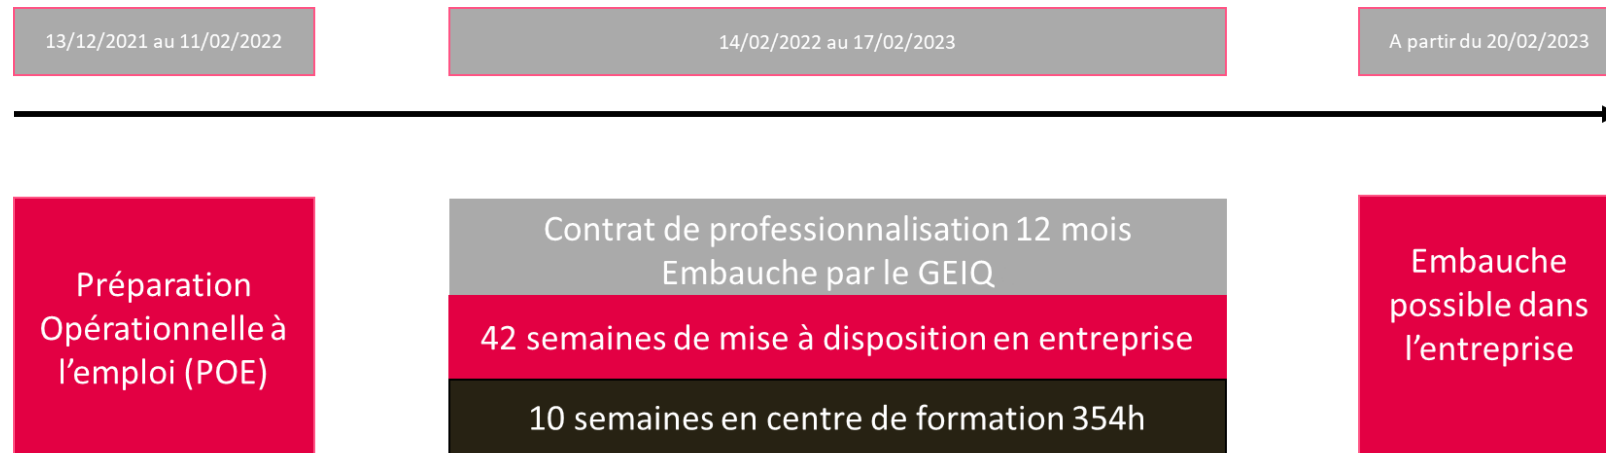 13/12/2021 au 11/02/2022
14/02/2022 au 17/02/2023
A partir du 20/02/2023
Préparation
Opérationnelle à
l’emploi (POE)
Contrat de professionnalisation 12 mois
Embauche par le GEIQ
42 semaines de mise à disposition en entreprise
10 semaines en centre de formation 354h
Embauche
possible dans
l’entreprise